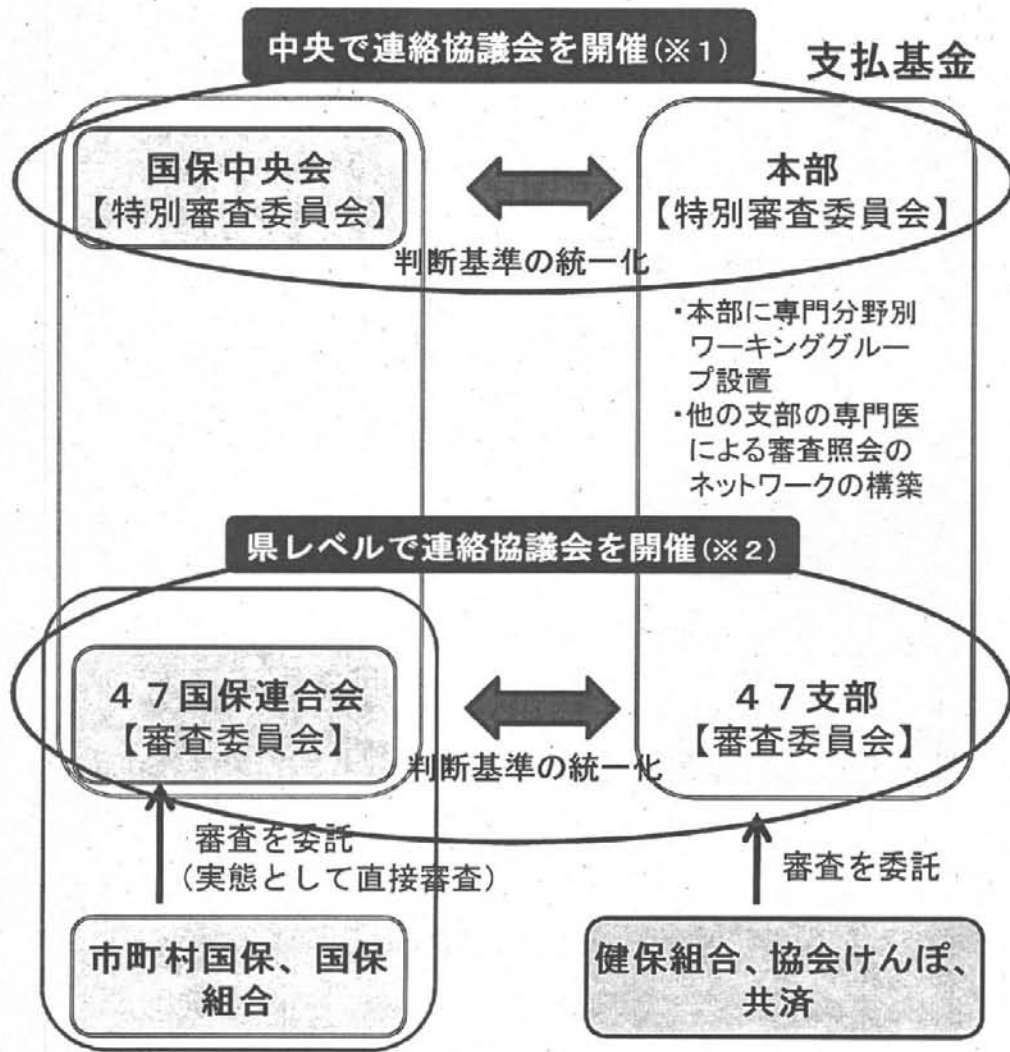 中央で連絡協議会を開催(※1)
支払基金
国保中央会
【特別審査委員会】
本部
【特別審査委員会】
判断基準の統一化
・本部に専門分野別
ワーキンググルー
プ設置
・他の支部の専門医
による審査照会の
ネットワークの構築
県レベルで連絡協議会を開催(※2)
47国保連合会
【審査委員会】
47支部
【審査委員会】
判断基準の統一化
審査を委託
(実態として直接審査)
審査を委託
市町村国保、国保
組合
健保組合、協会けんぽ、
共済